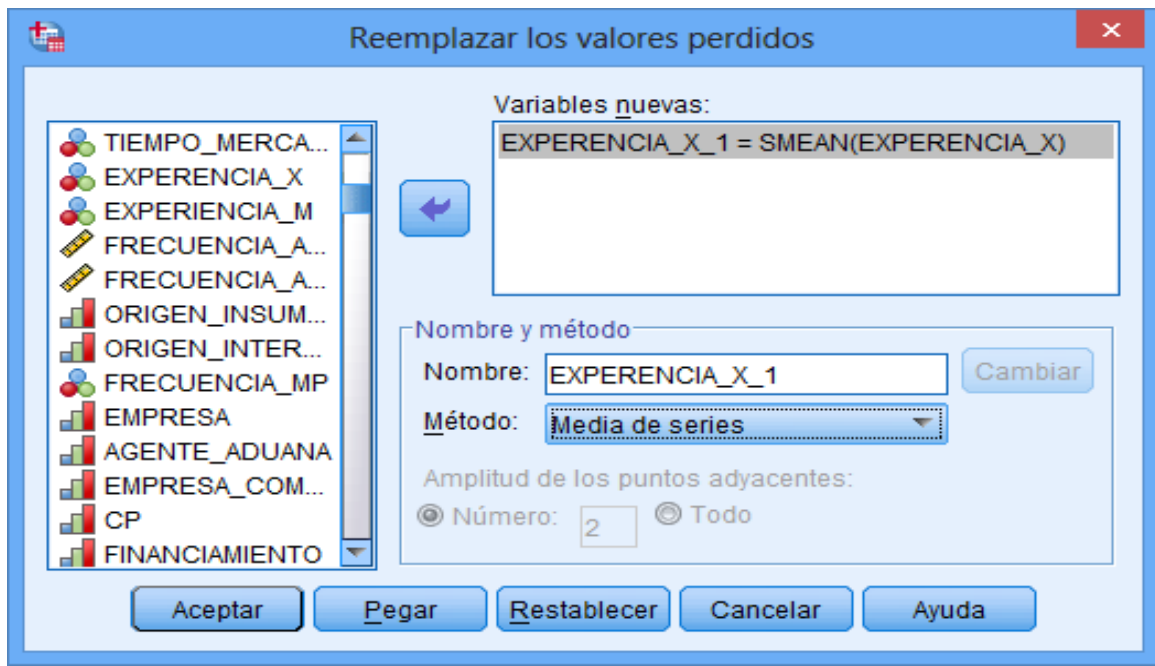 Reemplazar los valores perdidos
Variables nuevas:
TIEMPO_MERCA...
EXPERENCIA_X
EXPERIENCIA_M
FRECUENCIA_A...
FRECUENCIA_A...
ORIGEN_INSUM...
ORIGEN_INTER...
FRECUENCIA_MP
EMPRESA
AGENTE_ADUANA
EMPRESA_COM...
CP
FINANCIAMIENTO
EXPERENCIA_X_1 = SMEAN(EXPERENCIA_X)
Nombre y método
Nombre: EXPERENCIA_X_1 Cambiar
Método: Media de series
Amplitud de los puntos adyacentes:
Número: 2 Todo
Aceptar Pegar Restablecer Cancelar Ayuda